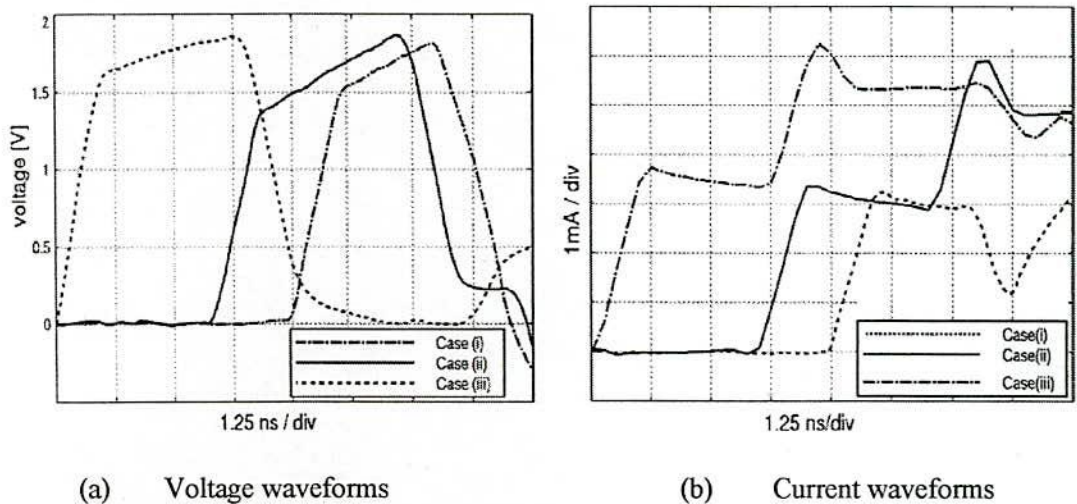 2
1.5
1
0.5
0
voltage [V]
Case (i)
Case (ii)
Case (iii)
1.25 ns / div
(a) Voltage waveforms
1mA / div
Case(i)
Case(ii)
Case(iii)
1.25 ns/div
(b) Current waveforms